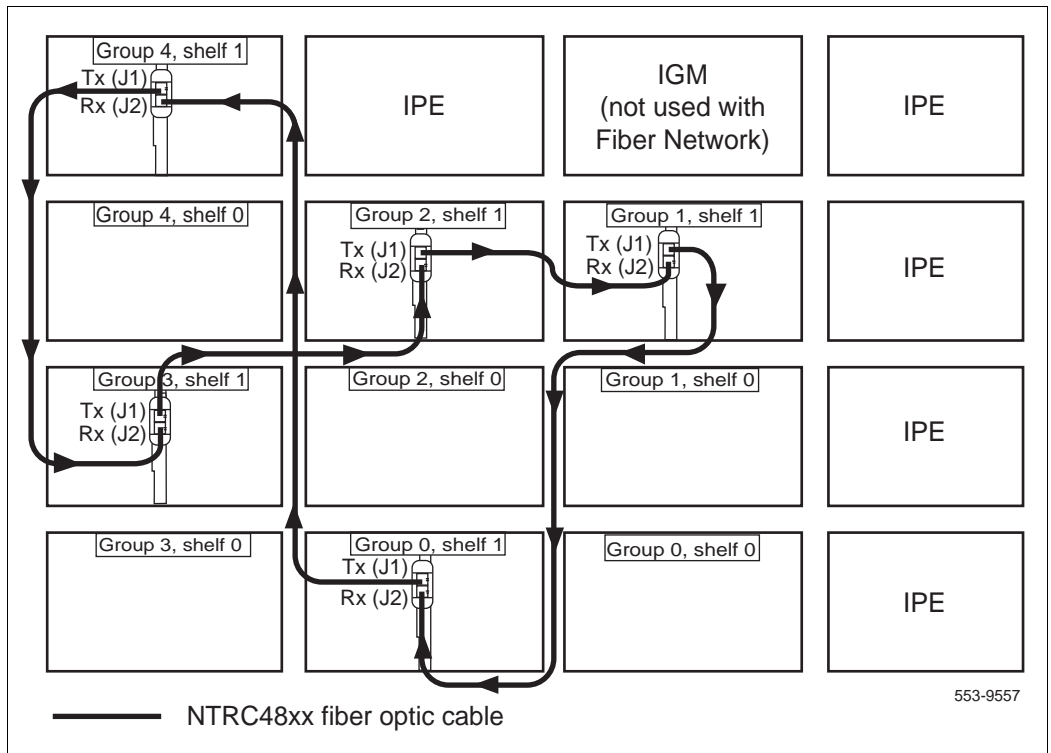 Group 4, shelf 1
Tx (J1)
Rx (J2)
IPE
IGM
(not used with
Fiber Network)
IPE
Group 4, shelf 0
Group 2, shelf 1
Tx (J1)
Rx (J2)
Group 1, shelf 1
Tx (J1)
Rx (J2)
IPE
Group 3, shelf 1
Tx (J1)
Rx (J2)
Group 2, shelf 0
Group 1, shelf 0
IPE
Group 3, shelf 0
Group 0, shelf 1
Tx (J1)
Rx (J2)
Group 0, shelf 0
IPE
553-9557
NTRC48xx fiber optic cable